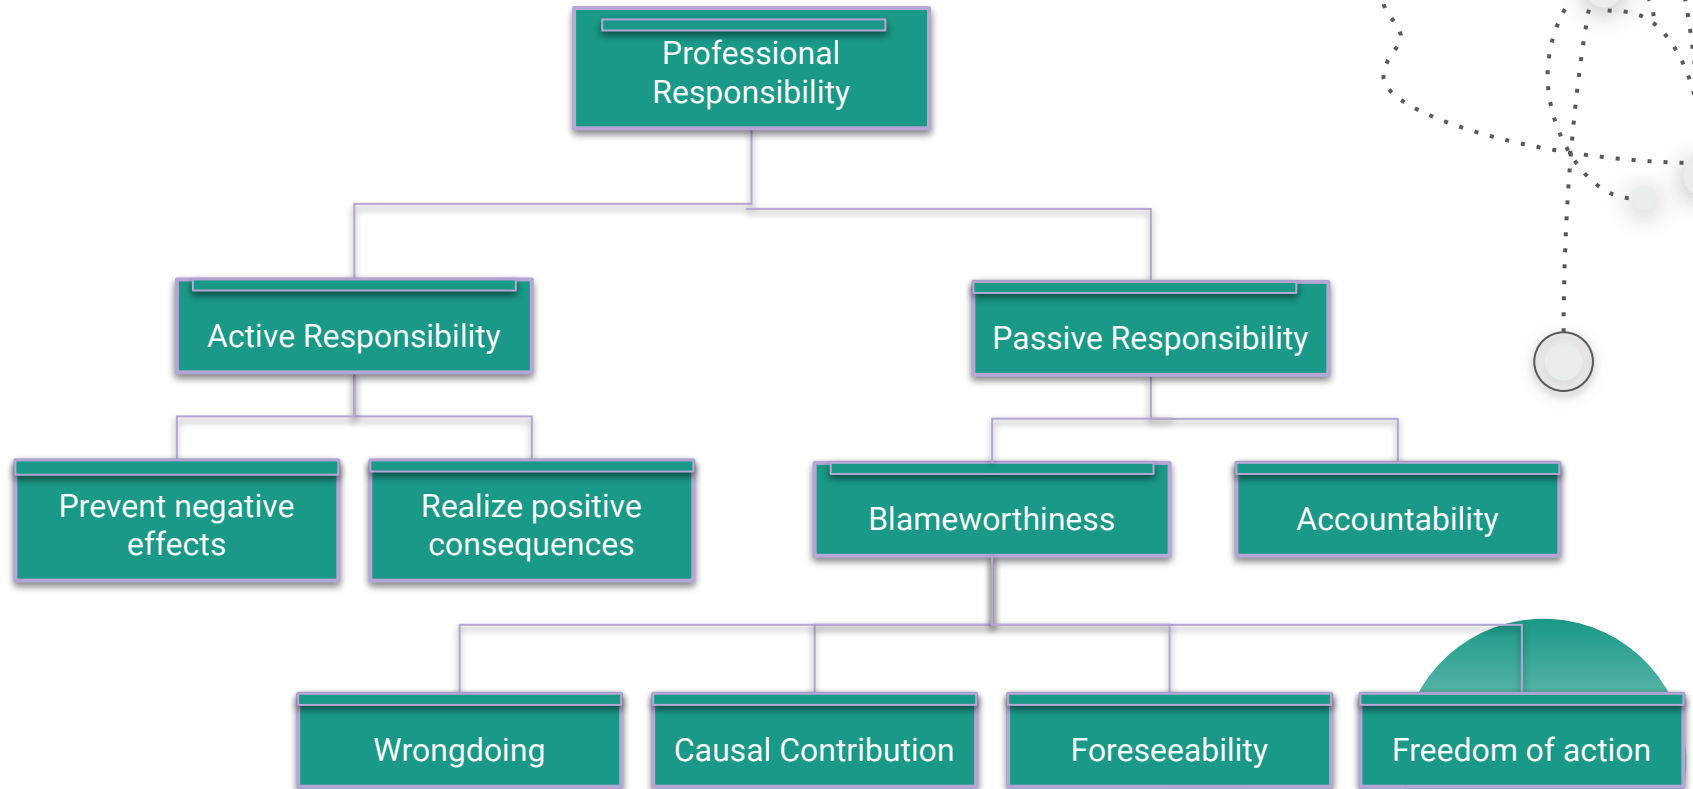 Professional
Responsibility
Active Responsibility
Passive Responsibility
Prevent negative
effects
Realize positive
consequences
Blameworthiness
Accountability
Wrongdoing
Causal Contribution
Foreseeability
Freedom of action